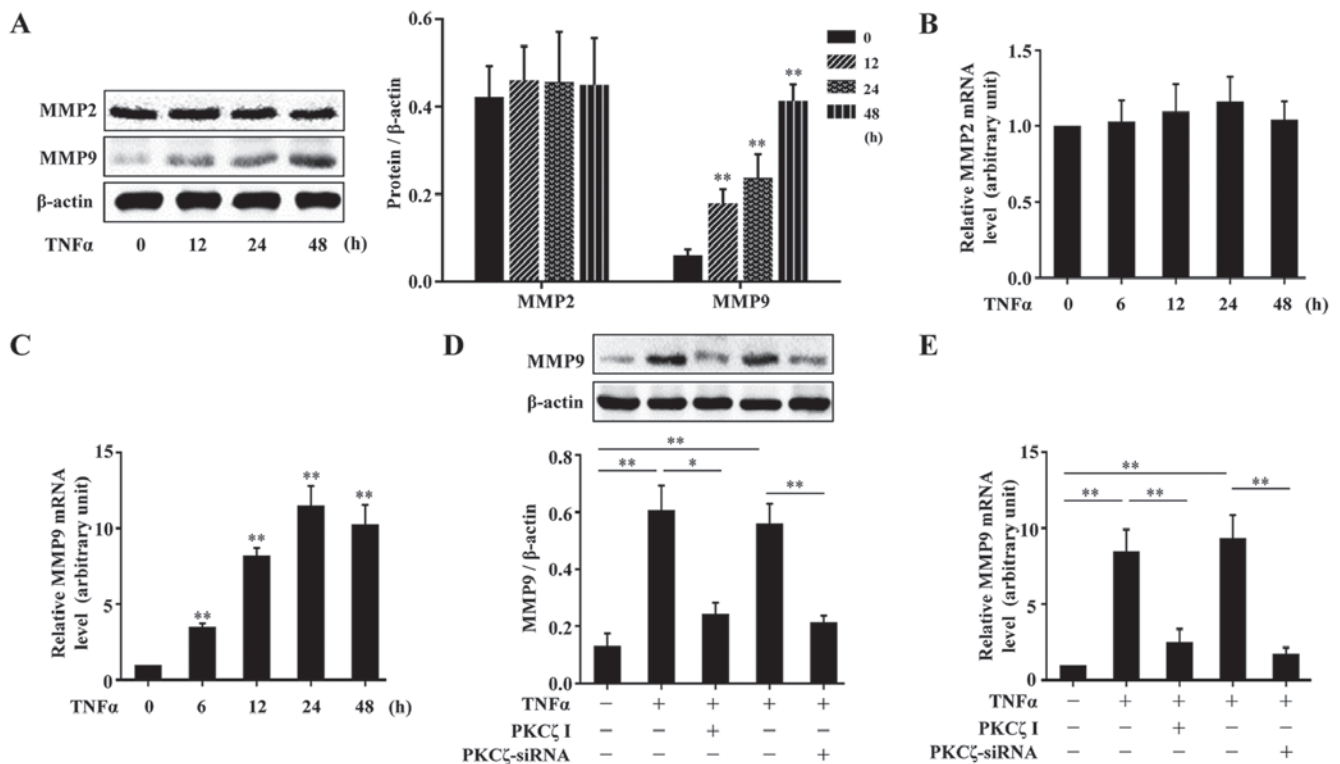 A
MMP2
MMP9
β-actin
TNFα 0 12 24 48 (h)
Protein / β-actin
0.6
0.4
0.2
0.0
** ** **
0
12
24
48
(h)
MMP2 MMP9
B
Relative MMP2 mRNA
level (arbitrary unit)
1.5
1.0
0.5
0.0
TNFα 0 6 12 24 48 (h)
C
Relative MMP9 mRNA
level (arbitrary unit)
15
10
5
0
** ** ** **
TNFα 0 6 12 24 48 (h)
D
MMP9
β-actin
MMP9 / β-actin
0.8
0.6
0.4
0.2
0.0
**
** * **
TNFα − + + + +
PKCζ I − − + − −
PKCζ-siRNA − − − − +
E
Relative MMP9 mRNA
level (arbitrary unit)
15
10
5
0
**
** ** **
TNFα − + + + +
PKCζ I − − + − −
PKCζ-siRNA − − − − +